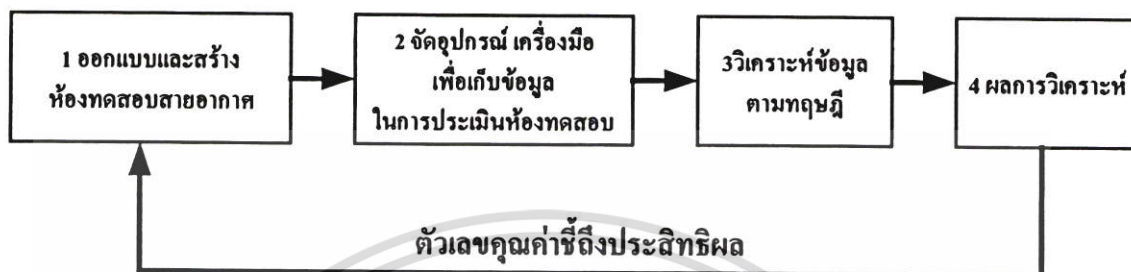 1 ออกแบบและสร้าง
ห้องทดสอบสายอากาศ
2 จัดอุปกรณ์ เครื่องมือ
เพื่อเก็บข้อมูล
ในการประเมินห้องทดสอบ
3วิเคราะห์ข้อมูล
ตามทฤษฎี
4 ผลการวิเคราะห์
ตัวเลขคุณค่าชี้ถึงประสิทธิผล